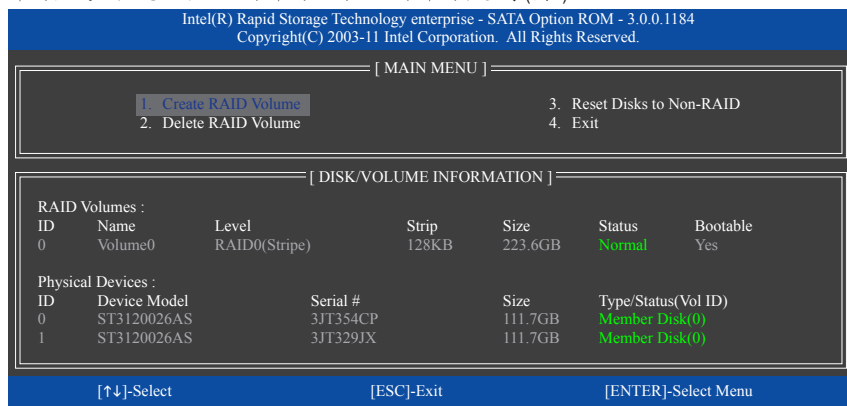 Intel(R) Rapid Storage Technology enterprise - SATA Option ROM - 3.0.0.1184
Copyright(C) 2003-11 Intel Corporation. All Rights Reserved.
[ MAIN MENU ]
1. Create RAID Volume 3. Reset Disks to Non-RAID
2. Delete RAID Volume 4. Exit
[ DISK/VOLUME INFORMATION ]
RAID Volumes :
ID Name Level Strip Size Status Bootable
0 Volume0 RAID0(Stripe) 128KB 223.6GB Normal Yes
Physical Devices :
ID Device Model Serial # Size Type/Status(Vol ID)
0 ST3120026AS 3JT354CP 111.7GB Member Disk(0)
1 ST3120026AS 3JT329JX 111.7GB Member Disk(0)
[↑↓]-Select [ESC]-Exit [ENTER]-Select Menu